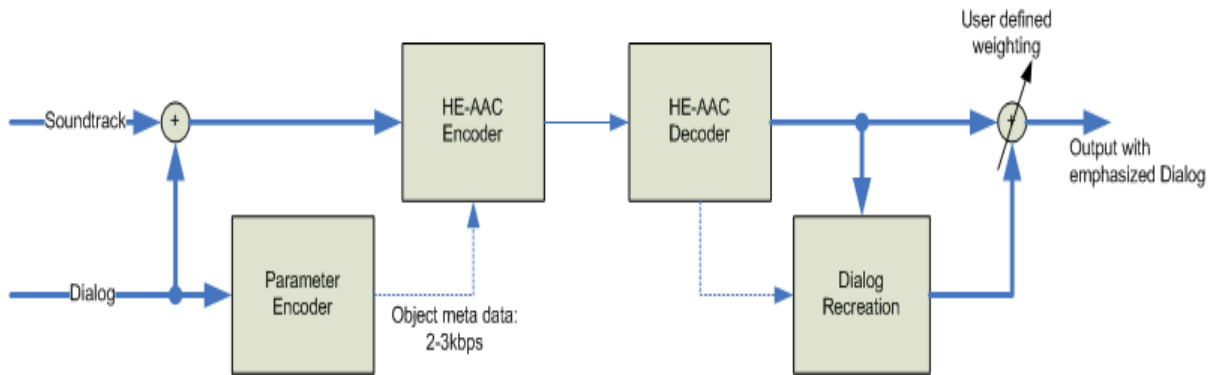 User defined
weighting
Soundtrack
+
HE-AAC
Encoder
HE-AAC
Decoder
+
Output with
emphasized Dialog
Dialog
Parameter
Encoder
Object meta data:
2-3kbps
Dialog
Recreation